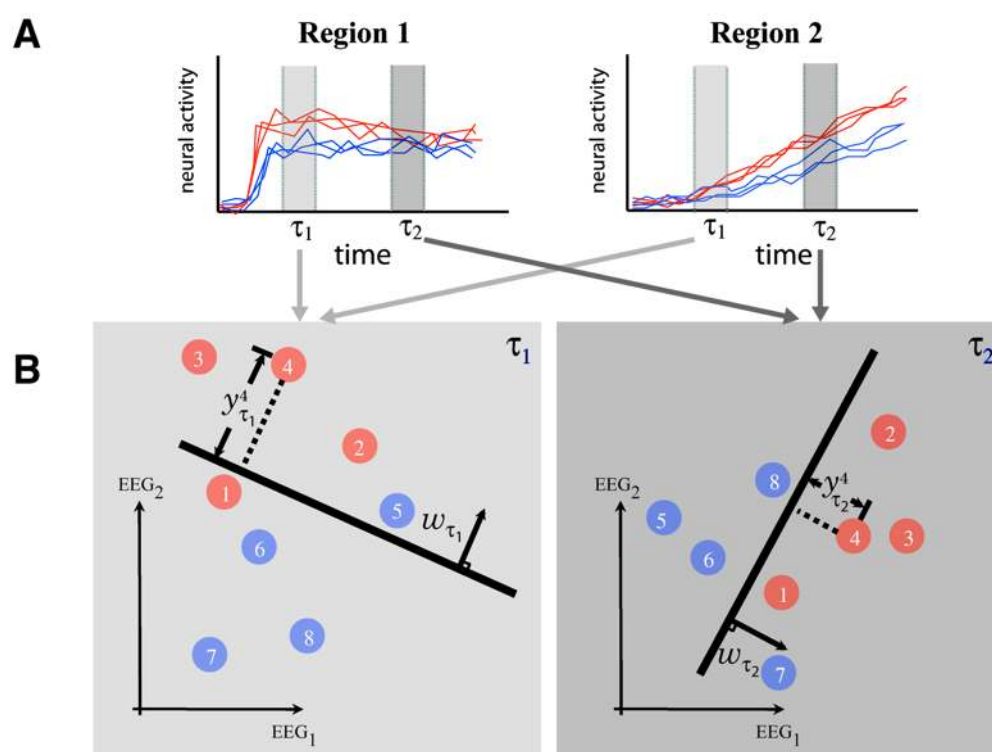 A
Region 1
Region 2
neural activity
neural activity
τ1
τ2
time
τ1
τ2
time
B
τ1
τ2
3
4
y⁴τ1
2
1
EEG2
5
wτ1
6
7
8
EEG1
2
8
y⁴τ2
EEG2
5
4
3
6
1
wτ2
7
EEG1